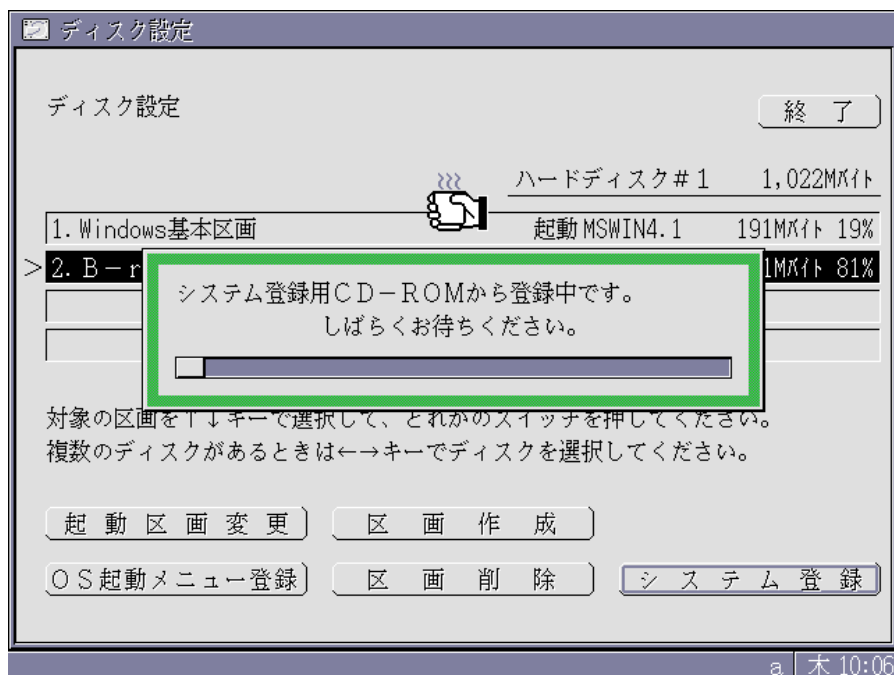 ディスク設定
ディスク設定
終 了
ハードディスク＃１ 1,022Mバイト
1.Windows基本区画 起動 MSWIN4.1 191Mバイト 19%
>2.Ｂ－r 1Mバイト 81%
システム登録用ＣＤ－ＲＯＭから登録中です。
しばらくお待ちください。
対象の区画を↑↓キーで選択して、どれかのスイッチを押してください。
複数のディスクがあるときは←→キーでディスクを選択してください。
起 動 区 画 変 更 区 画 作 成
ＯＳ起動メニュー登録 区 画 削 除 シ ス テ ム 登 録
a 木 10:06